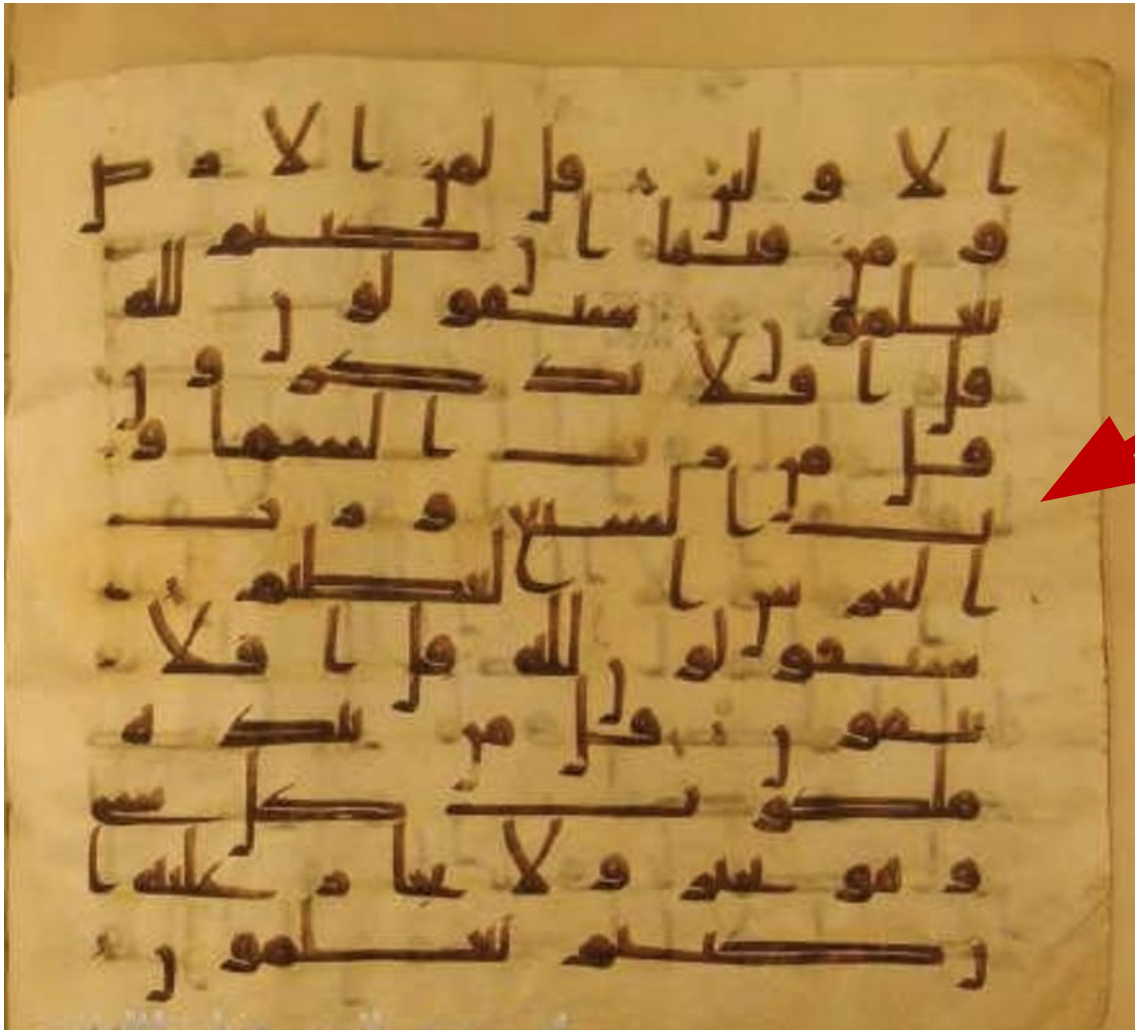 الاولين قل لمن الارض
ومن فيها ان كنتم
تعلمون سيقولون لله
قل افلا تذكرون
قل من رب السماو
ت السبع ورب
العرش العظيم
سيقولون لله قل افلا
تتقون قل من بيده
ملكوت كل شي
وهو يجير ولا يجار عليه ا
ن كنتم تعلمون